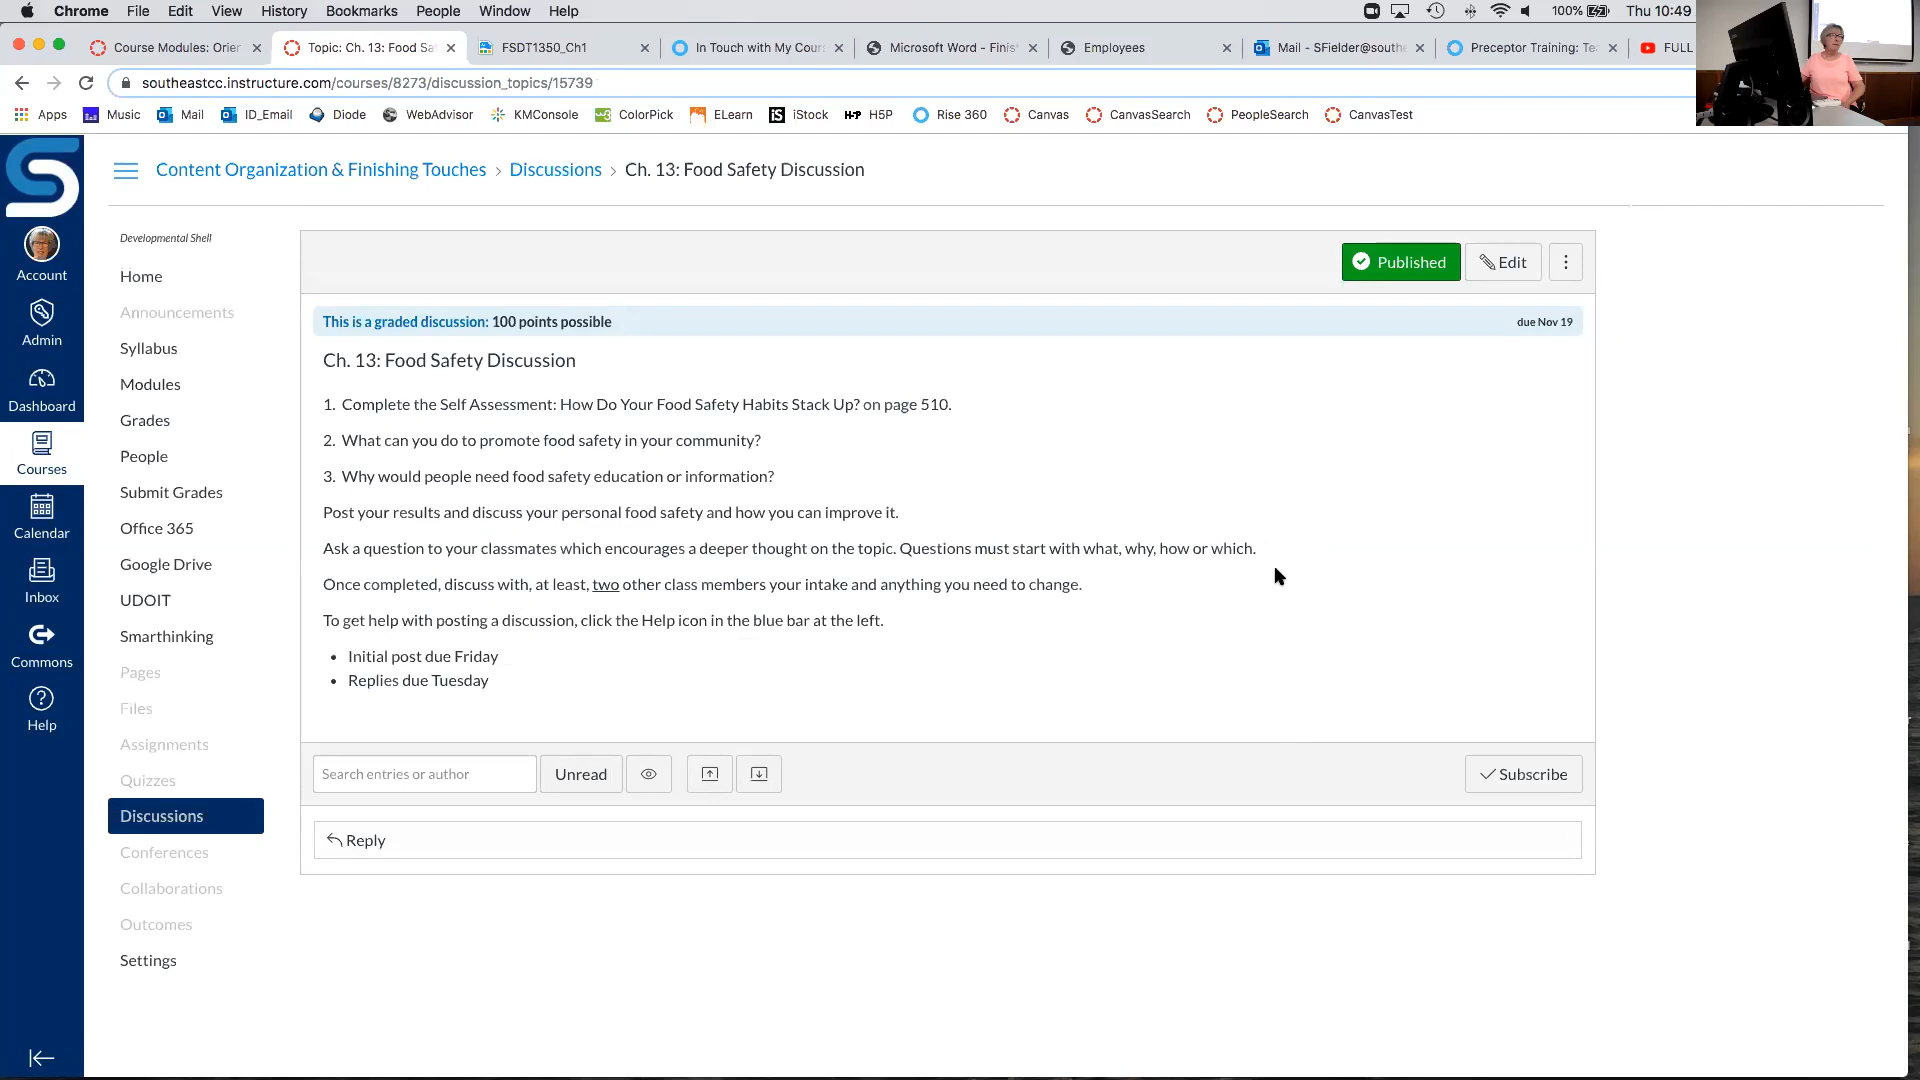 Chrome File Edit View History Bookmarks People Window Help 100% Thu 10:49
Course Modules: Orien Topic: Ch. 13: Food Sa FSDT1350_Ch1 In Touch with My Cours Microsoft Word - Finis Employees Mail - SFielder@southe Preceptor Training: Te FULL
southeastcc.instructure.com/courses/8273/discussion_topics/15739
Apps Music Mail ID_Email Diode WebAdvisor KMConsole ColorPick ELearn iStock H5P Rise 360 Canvas CanvasSearch PeopleSearch CanvasTest
Content Organization & Finishing Touches › Discussions › Ch. 13: Food Safety Discussion
Account
Admin
Dashboard
Courses
Calendar
Inbox
Commons
Help
Developmental Shell
Home
Announcements
Syllabus
Modules
Grades
People
Submit Grades
Office 365
Google Drive
UDOIT
Smarthinking
Pages
Files
Assignments
Quizzes
Discussions
Conferences
Collaborations
Outcomes
Settings
Published Edit
This is a graded discussion: 100 points possible due Nov 19
Ch. 13: Food Safety Discussion
1. Complete the Self Assessment: How Do Your Food Safety Habits Stack Up? on page 510.
2. What can you do to promote food safety in your community?
3. Why would people need food safety education or information?
Post your results and discuss your personal food safety and how you can improve it.
Ask a question to your classmates which encourages a deeper thought on the topic. Questions must start with what, why, how or which.
Once completed, discuss with, at least, two other class members your intake and anything you need to change.
To get help with posting a discussion, click the Help icon in the blue bar at the left.
• Initial post due Friday
• Replies due Tuesday
Search entries or author Unread Subscribe
Reply